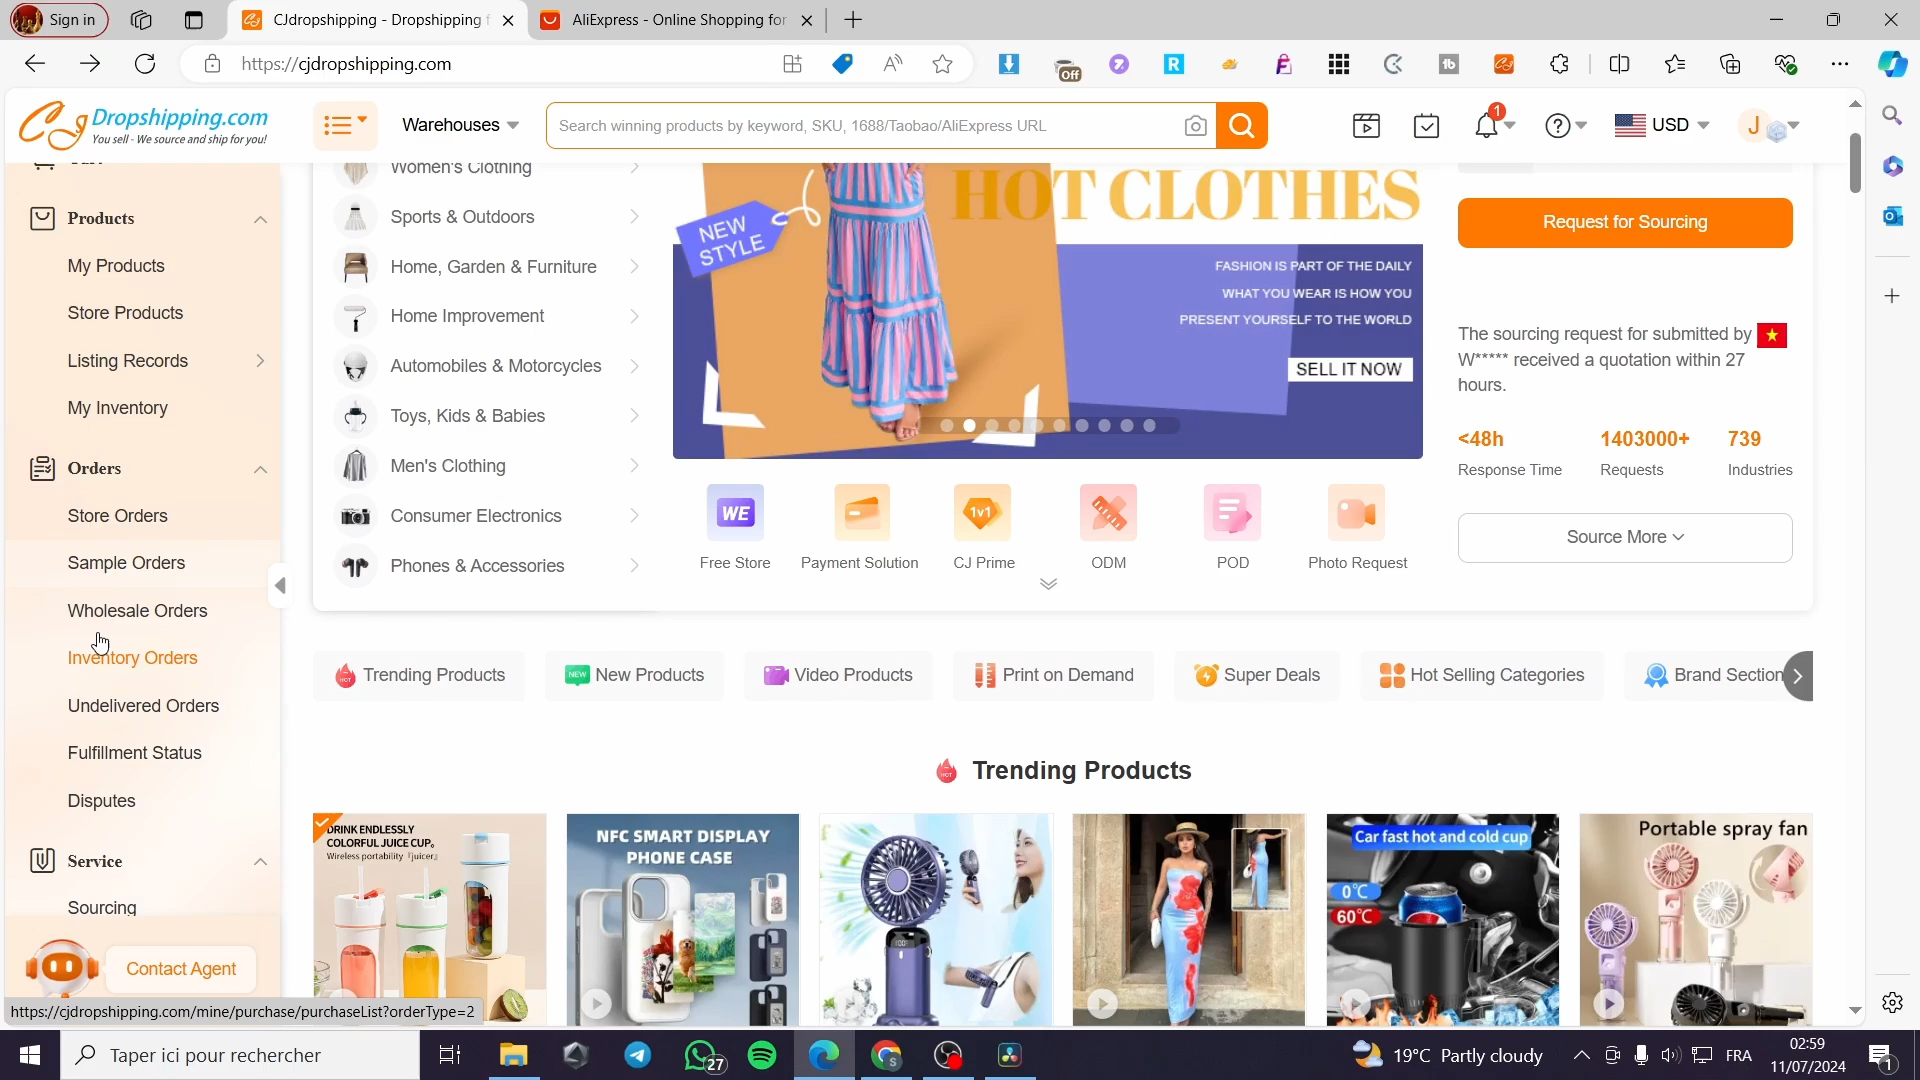 Sign in
CJdropshipping - Dropshipping f
AliExpress - Online Shopping for
https://cjdropshipping.com
Off
CJ Dropshipping.com
You sell - We source and ship for you!
Warehouses
Search winning products by keyword, SKU, 1688/Taobao/AliExpress URL
1
USD
J
Products
My Products
Store Products
Listing Records
My Inventory
Orders
Store Orders
Sample Orders
Wholesale Orders
Inventory Orders
Undelivered Orders
Fulfillment Status
Disputes
Service
Sourcing
Contact Agent
https://cjdropshipping.com/mine/purchase/purchaseList?orderType=2
Women's Clothing
Sports & Outdoors
Home, Garden & Furniture
Home Improvement
Automobiles & Motorcycles
Toys, Kids & Babies
Men's Clothing
Consumer Electronics
Phones & Accessories
NEW
STYLE
HOT CLOTHES
FASHION IS PART OF THE DAILY
WHAT YOU WEAR IS HOW YOU
PRESENT YOURSELF TO THE WORLD
SELL IT NOW
WE
1v1
Free Store
Payment Solution
CJ Prime
ODM
POD
Photo Request
Request for Sourcing
The sourcing request for submitted by
W***** received a quotation within 27
hours.
<48h
1403000+
739
Response Time
Requests
Industries
Source More
Trending Products
NEW
New Products
Video Products
Print on Demand
Super Deals
Hot Selling Categories
Brand Section
HOT
Trending Products
DRINK ENDLESSLY
COLORFUL JUICE CUP。
Wireless portability「juicer」
NFC SMART DISPLAY
PHONE CASE
Car fast hot and cold cup
0℃
60℃
Portable spray fan
Taper ici pour rechercher
27
19°C Partly cloudy
FRA
02:59
11/07/2024
1